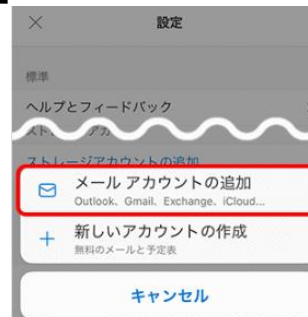 設定
標準
ヘルプとフィードバック
ストレージアカウントの追加
メール アカウントの追加
Outlook、Gmail、Exchange、iCloud...
新しいアカウントの作成
無料のメールと予定表
キャンセル